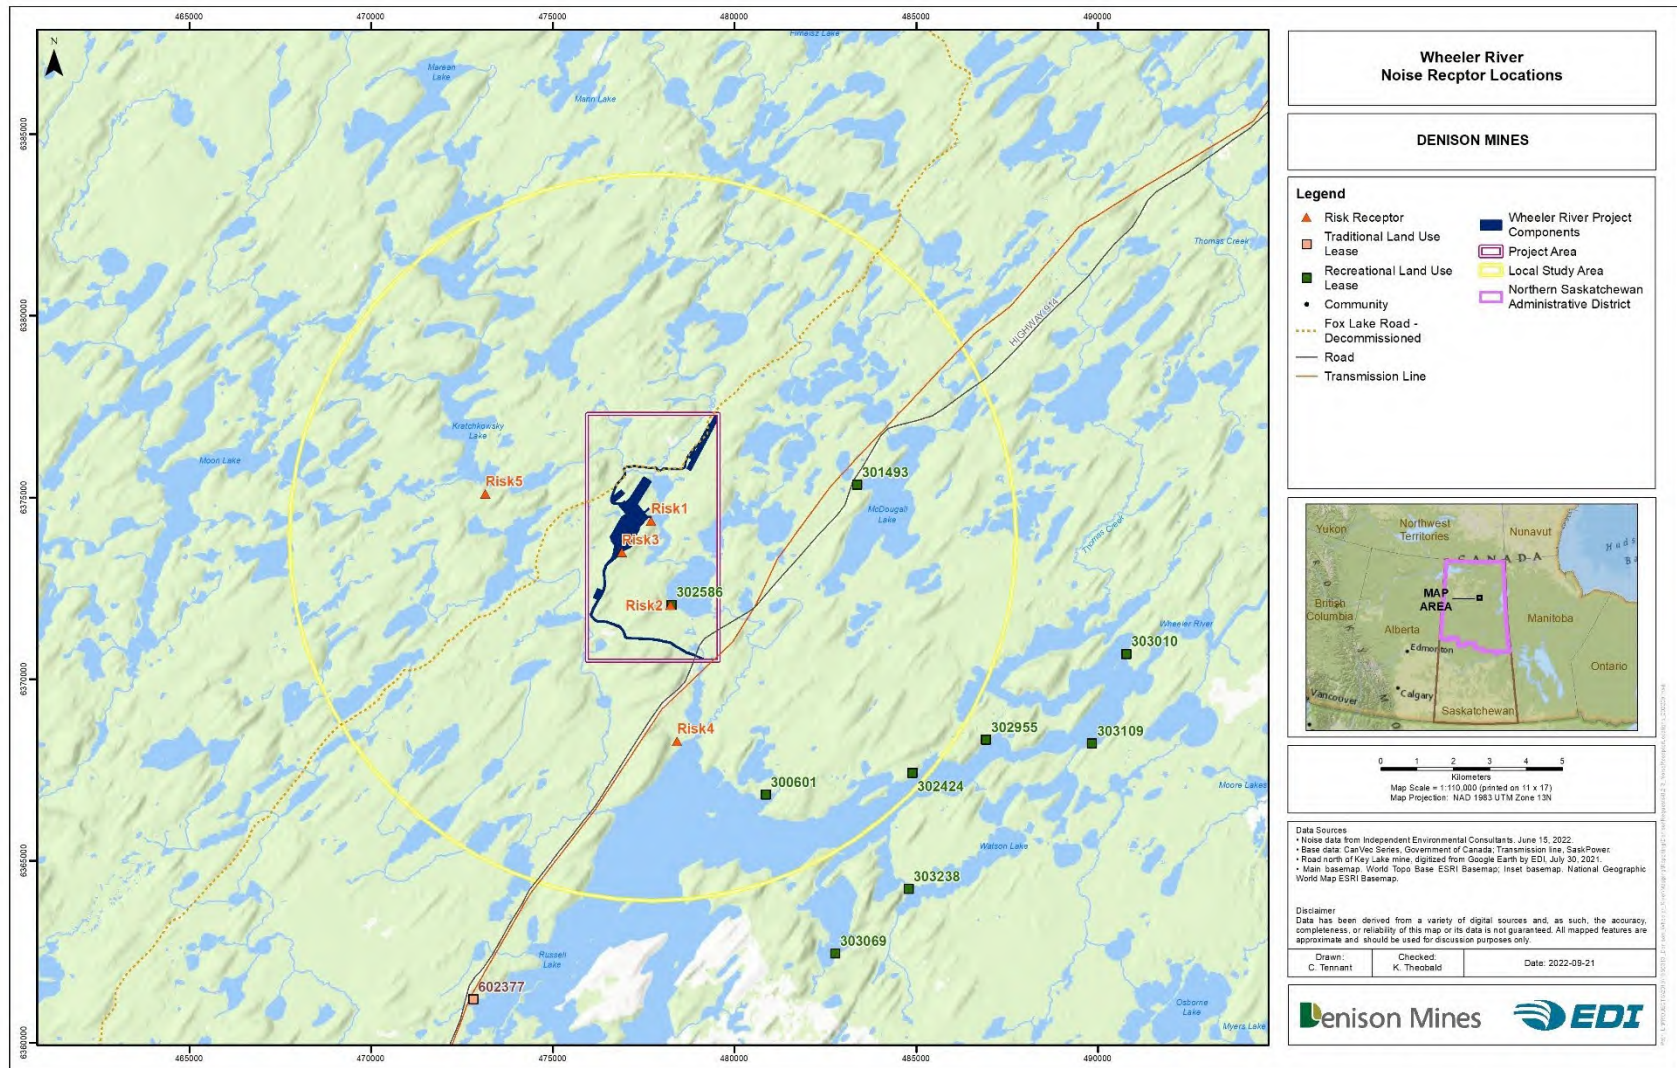 465000
470000
475000
480000
485000
490000
6385000
6380000
6375000
6370000
6365000
6360000
N
Marean
Lake
Mann Lake
Thomas Creek
HIGHWAY 914
Kratchkowsky
Lake
Moon Lake
Risk5
Risk1
Risk3
Risk2
302586
301493
McDougall
Lake
Thomas Creek
Wheeler River
303010
302955
303109
Risk4
300601
302424
Moore Lakes
Watson Lake
303238
303069
Russell
Lake
602377
Osborne
Lake
Myers Lake
465000
470000
475000
480000
485000
490000
Wheeler River
Noise Recptor Locations
DENISON MINES
Legend
Risk Receptor
Traditional Land Use
Lease
Recreational Land Use
Lease
Community
Fox Lake Road -
Decommissioned
Road
Transmission Line
Wheeler River Project
Components
Project Area
Local Study Area
Northern Saskatchewan
Administrative District
Yukon
Northwest
Territories
Nunavut
CANADA
MAP
AREA
British
Columbia
Alberta
Manitoba
Edmonton
Ontario
Vancouver
Calgary
Saskatchewan
0 1 2 3 4 5
Kilometers
Map Scale = 1:110,000 (printed on 11 x 17)
Map Projection: NAD 1983 UTM Zone 13N
Data Sources
• Noise data from Independent Environmental Consultants, June 15, 2022.
• Base data: CanVec Series, Government of Canada; Transmission line, SaskPower.
• Road north of Key Lake mine, digitized from Google Earth by EDI, July 30, 2021.
• Main basemap. World Topo Base ESRI Basemap; Inset basemap. National Geographic
World Map ESRI Basemap.
Disclaimer
Data has been derived from a variety of digital sources and, as such, the accuracy,
completeness, or reliability of this map or its data is not guaranteed. All mapped features are
approximate and should be used for discussion purposes only.
Drawn:
C. Tennant
Checked:
K. Theobald
Date: 2022-09-21
Denison Mines
EDI